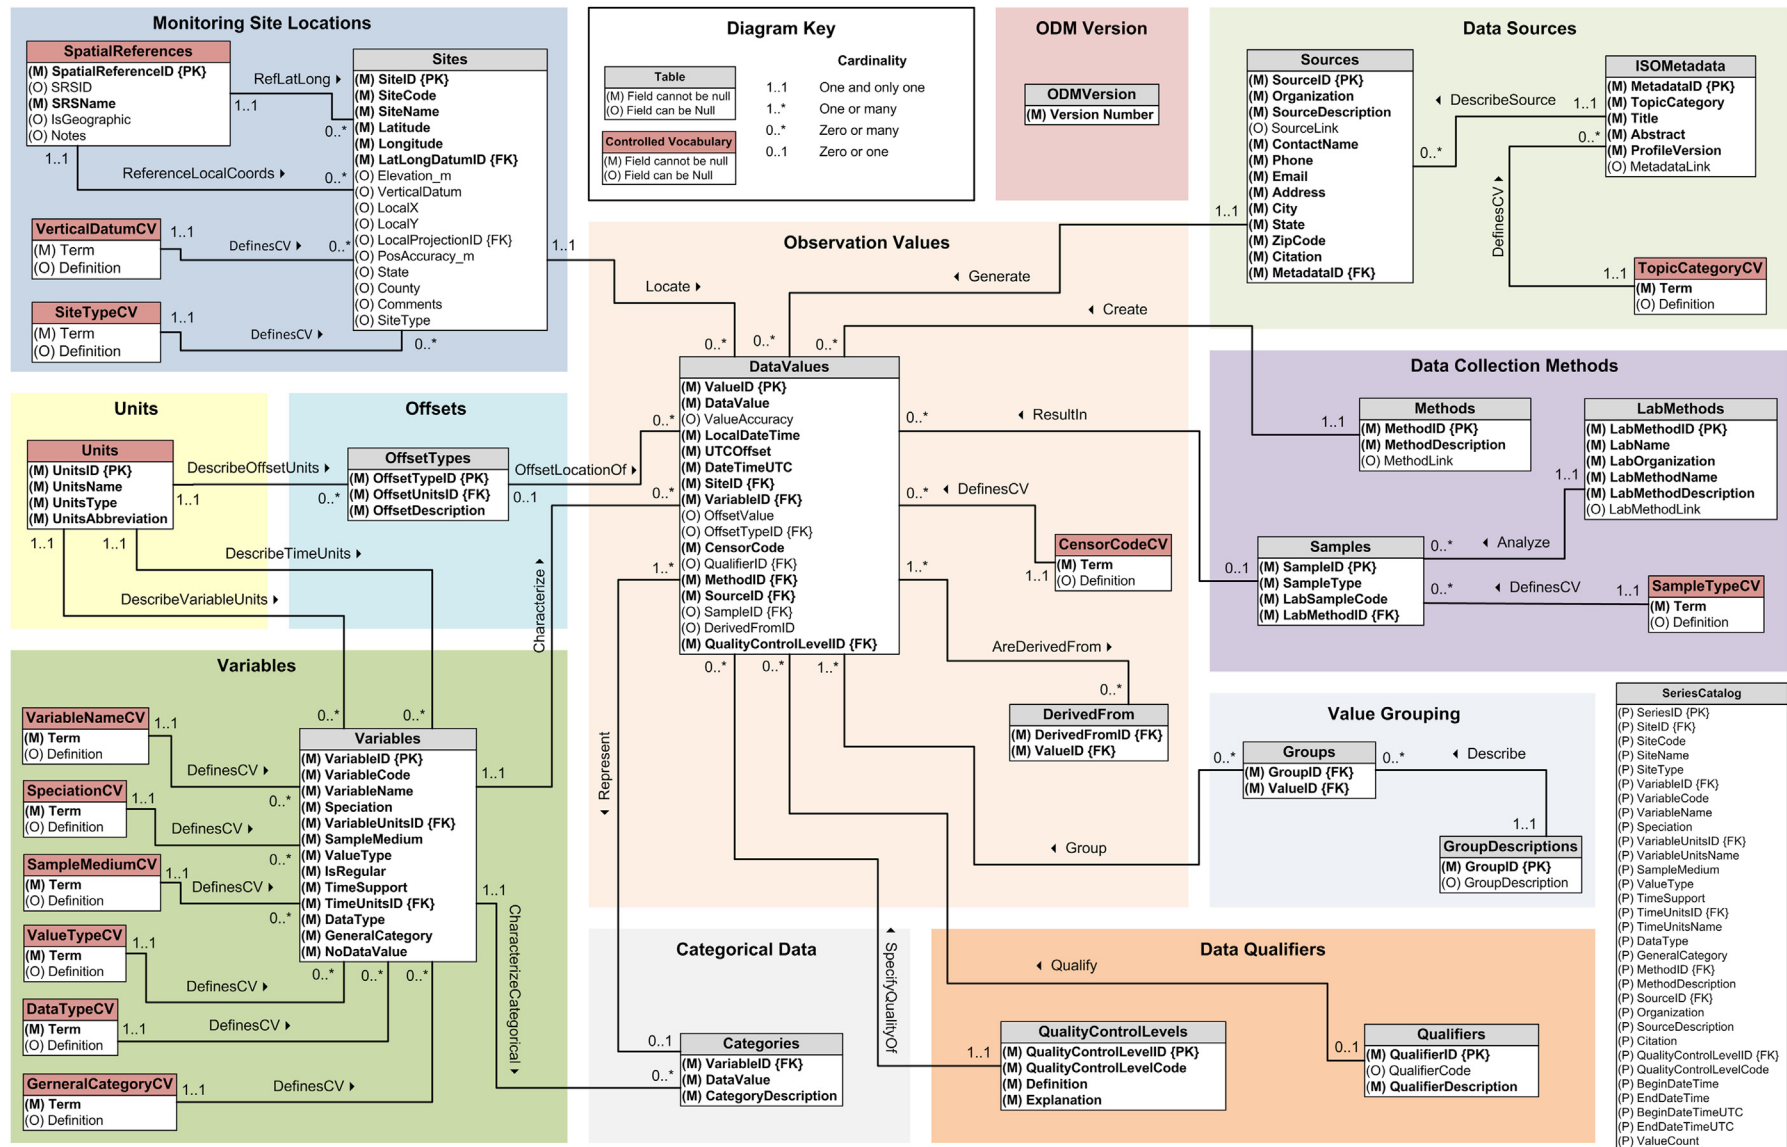 Monitoring Site Locations
SpatialReferences
(M) SpatialReferenceID {PK}
(O) SRSID
(M) SRSName
(O) IsGeographic
(O) Notes
RefLatLong
1..1
0..*
1..1
ReferenceLocalCoords
0..*
Sites
(M) SiteID {PK}
(M) SiteCode
(M) SiteName
(M) Latitude
(M) Longitude
(M) LatLongDatumID {FK}
(O) Elevation_m
(O) VerticalDatum
(O) LocalX
(O) LocalY
(O) LocalProjectionID {FK}
(O) PosAccuracy_m
(O) State
(O) County
(O) Comments
(O) SiteType
VerticalDatumCV
(M) Term
(O) Definition
1..1
DefinesCV
0..*
SiteTypeCV
(M) Term
(O) Definition
1..1
DefinesCV
0..*
1..1
Diagram Key
Table
(M) Field cannot be null
(O) Field can be Null
Controlled Vocabulary
(M) Field cannot be null
(O) Field can be Null
Cardinality
1..1 One and only one
1..* One or many
0..* Zero or many
0..1 Zero or one
ODM Version
ODMVersion
(M) Version Number
Data Sources
Sources
(M) SourceID {PK}
(M) Organization
(M) SourceDescription
(O) SourceLink
(M) ContactName
(M) Phone
(M) Email
(M) Address
(M) City
(M) State
(M) ZipCode
(M) Citation
(M) MetadataID {FK}
DescribeSource
1..1
0..*
0..*
ISOMetadata
(M) MetadataID {PK}
(M) TopicCategory
(M) Title
(M) Abstract
(M) ProfileVersion
(O) MetadataLink
DefinesCV
1..1
TopicCategoryCV
(M) Term
(O) Definition
1..1
Observation Values
Locate
Generate
Create
0..*
0..*
0..*
DataValues
(M) ValueID {PK}
(M) DataValue
(O) ValueAccuracy
(M) LocalDateTime
(M) UTCOffset
(M) DateTimeUTC
(M) SiteID {FK}
(M) VariableID {FK}
(O) OffsetValue
(O) OffsetTypeID {FK}
(M) CensorCode
(O) QualifierID {FK}
(M) MethodID {FK}
(M) SourceID {FK}
(O) SampleID {FK}
(O) DerivedFromID
(M) QualityControlLevelID {FK}
0..*
0..*
1..*
0..*
0..*
1..*
0..*
0..*
1..*
ResultIn
DefinesCV
1..1
CensorCodeCV
(M) Term
(O) Definition
AreDerivedFrom
0..*
DerivedFrom
(M) DerivedFromID {FK}
(M) ValueID {FK}
Represent
Group
Data Collection Methods
Methods
(M) MethodID {PK}
(M) MethodDescription
(O) MethodLink
1..1
LabMethods
(M) LabMethodID {PK}
(M) LabName
(M) LabOrganization
(M) LabMethodName
(M) LabMethodDescription
(O) LabMethodLink
1..1
Analyze
0..*
0..1
Samples
(M) SampleID {PK}
(M) SampleType
(M) LabSampleCode
(M) LabMethodID {FK}
0..*
DefinesCV
1..1
SampleTypeCV
(M) Term
(O) Definition
Units
Units
(M) UnitsID {PK}
(M) UnitsName
(M) UnitsType
(M) UnitsAbbreviation
1..1
1..1
1..1
DescribeOffsetUnits
0..*
DescribeTimeUnits
DescribeVariableUnits
Offsets
OffsetTypes
(M) OffsetTypeID {PK}
(M) OffsetUnitsID {FK}
(M) OffsetDescription
OffsetLocationOf
0..1
Characterize
Variables
VariableNameCV
(M) Term
(O) Definition
1..1
DefinesCV
0..*
SpeciationCV
(M) Term
(O) Definition
1..1
DefinesCV
0..*
SampleMediumCV
(M) Term
(O) Definition
1..1
DefinesCV
0..*
ValueTypeCV
(M) Term
(O) Definition
1..1
DefinesCV
0..*
DataTypeCV
(M) Term
(O) Definition
1..1
DefinesCV
0..*
GerneralCategoryCV
(M) Term
(O) Definition
1..1
DefinesCV
0..*
0..*
0..*
Variables
(M) VariableID {PK}
(M) VariableCode
(M) VariableName
(M) Speciation
(M) VariableUnitsID {FK}
(M) SampleMedium
(M) ValueType
(M) IsRegular
(M) TimeSupport
(M) TimeUnitsID {FK}
(M) DataType
(M) GeneralCategory
(M) NoDataValue
1..1
1..1
CharacterizeCategorical
Categorical Data
0..1
0..*
Categories
(M) VariableID {FK}
(M) DataValue
(M) CategoryDescription
SpecifyQualityOf
Data Qualifiers
Qualify
1..1
QualityControlLevels
(M) QualityControlLevelID {PK}
(M) QualityControlLevelCode
(M) Definition
(M) Explanation
0..1
Qualifiers
(M) QualifierID {PK}
(O) QualifierCode
(M) QualifierDescription
Value Grouping
0..*
Groups
(M) GroupID {FK}
(M) ValueID {FK}
0..*
Describe
1..1
GroupDescriptions
(M) GroupID {PK}
(O) GroupDescription
SeriesCatalog
(P) SeriesID {PK}
(P) SiteID {FK}
(P) SiteCode
(P) SiteName
(P) SiteType
(P) VariableID {FK}
(P) VariableCode
(P) VariableName
(P) Speciation
(P) VariableUnitsID {FK}
(P) VariableUnitsName
(P) SampleMedium
(P) ValueType
(P) TimeSupport
(P) TimeUnitsID {FK}
(P) TimeUnitsName
(P) DataType
(P) GeneralCategory
(P) MethodID {FK}
(P) MethodDescription
(P) SourceID {FK}
(P) Organization
(P) SourceDescription
(P) Citation
(P) QualityControlLevelID {FK}
(P) QualityControlLevelCode
(P) BeginDateTime
(P) EndDateTime
(P) BeginDateTimeUTC
(P) EndDateTimeUTC
(P) ValueCount